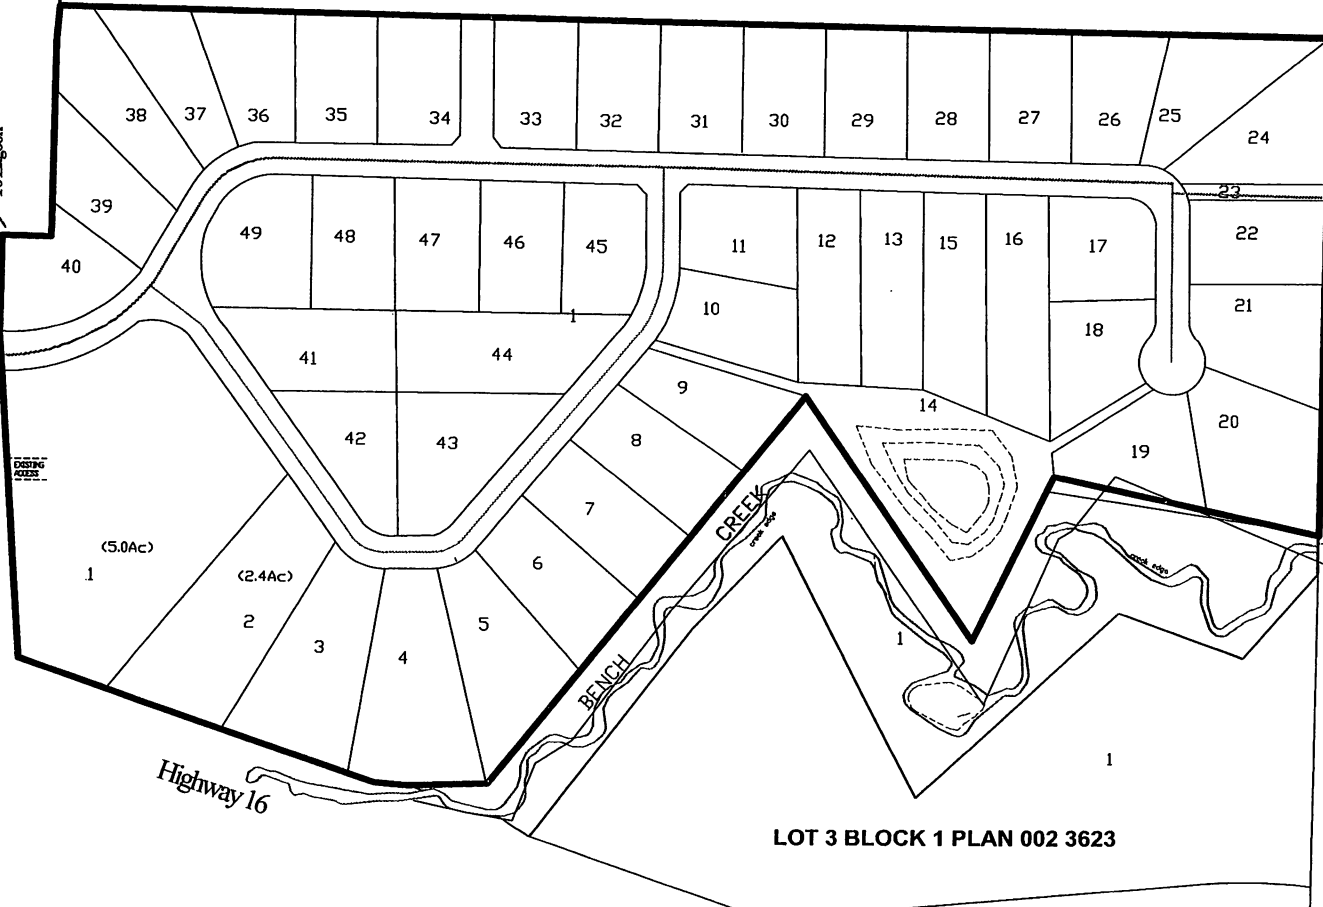 38 37 36 35 34 33 32 31 30 29 28 27 26 25
24
39
23
40
49 48 47 46 45 11 12 13 15 16 17 22
10
21
1
18
41 44
9
14
42 43 8
20
19
EXISTING
ACCESS
7
CREEK
creek edge
(5.0Ac)
1
(2.4Ac)
6
creek edge
2
5
3
4
1
BENCH
1
Highway 16
LOT 3 BLOCK 1 PLAN 002 3623